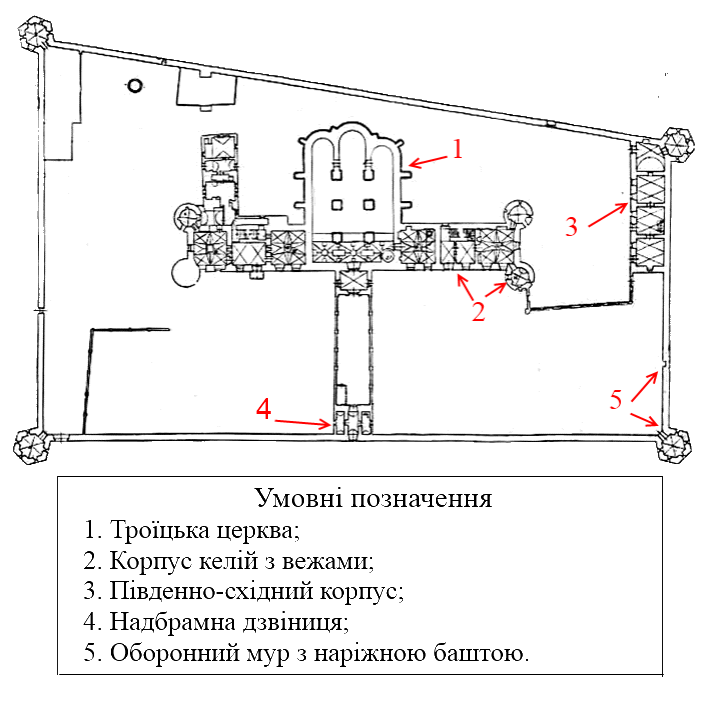 1
3
2
5
4
Умовні позначення
1. Троїцька церква;
2. Корпус келій з вежами;
3. Південно-східний корпус;
4. Надбрамна дзвіниця;
5. Оборонний мур з наріжною баштою.